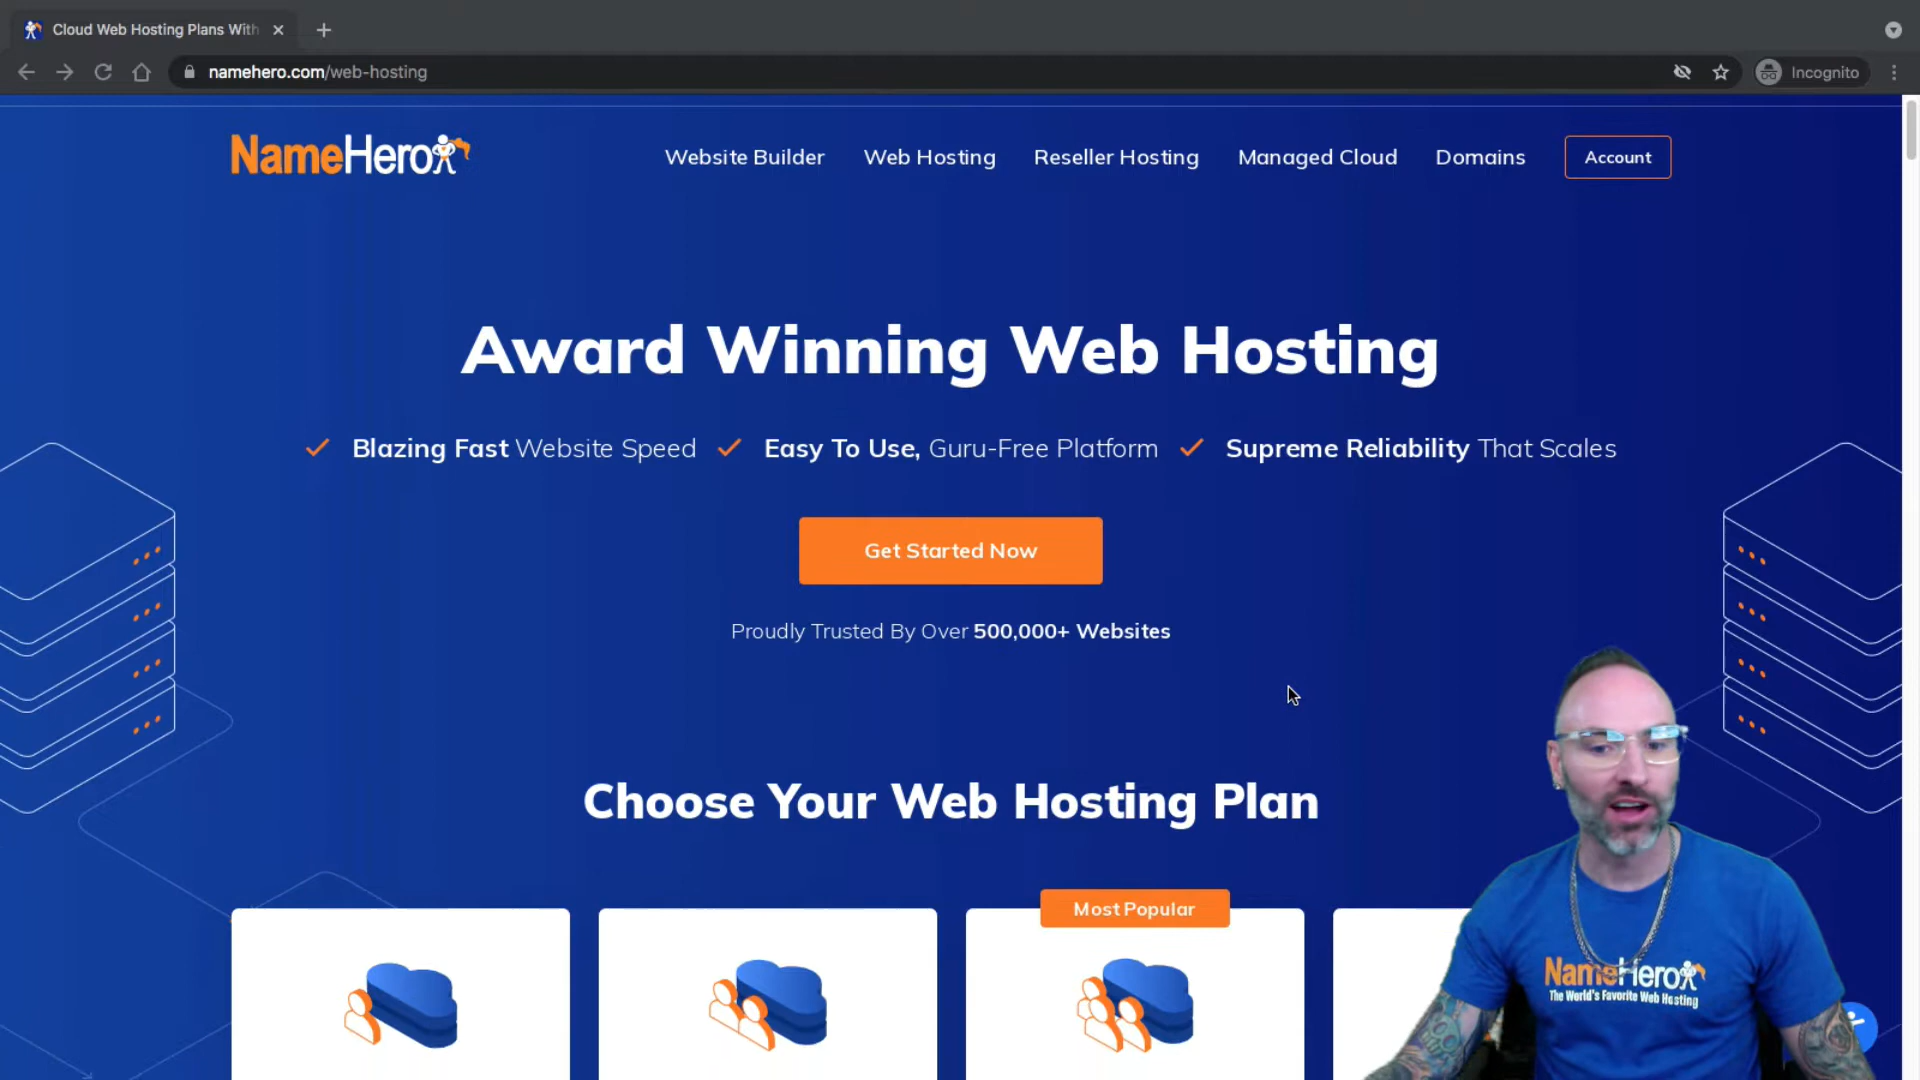 Cloud Web Hosting Plans With
namehero.com/web-hosting
Incognito
NameHero
Website Builder
Web Hosting
Reseller Hosting
Managed Cloud
Domains
Account
Award Winning Web Hosting
Blazing Fast Website Speed
Easy To Use, Guru-Free Platform
Supreme Reliability That Scales
Get Started Now
Proudly Trusted By Over 500,000+ Websites
Choose Your Web Hosting Plan
Most Popular
NameHero
The World's Favorite Web Hosting